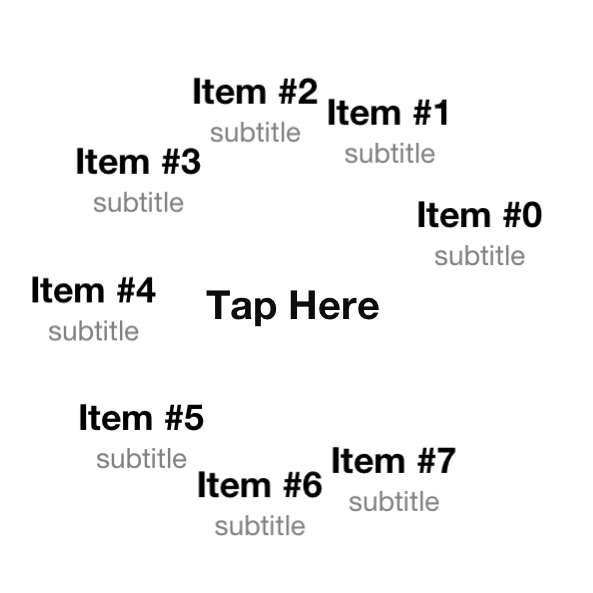 Item #2
subtitle
Item #1
subtitle
Item #3
subtitle
Item #0
subtitle
Item #4
subtitle
Tap Here
Item #5
subtitle
Item #7
subtitle
Item #6
subtitle